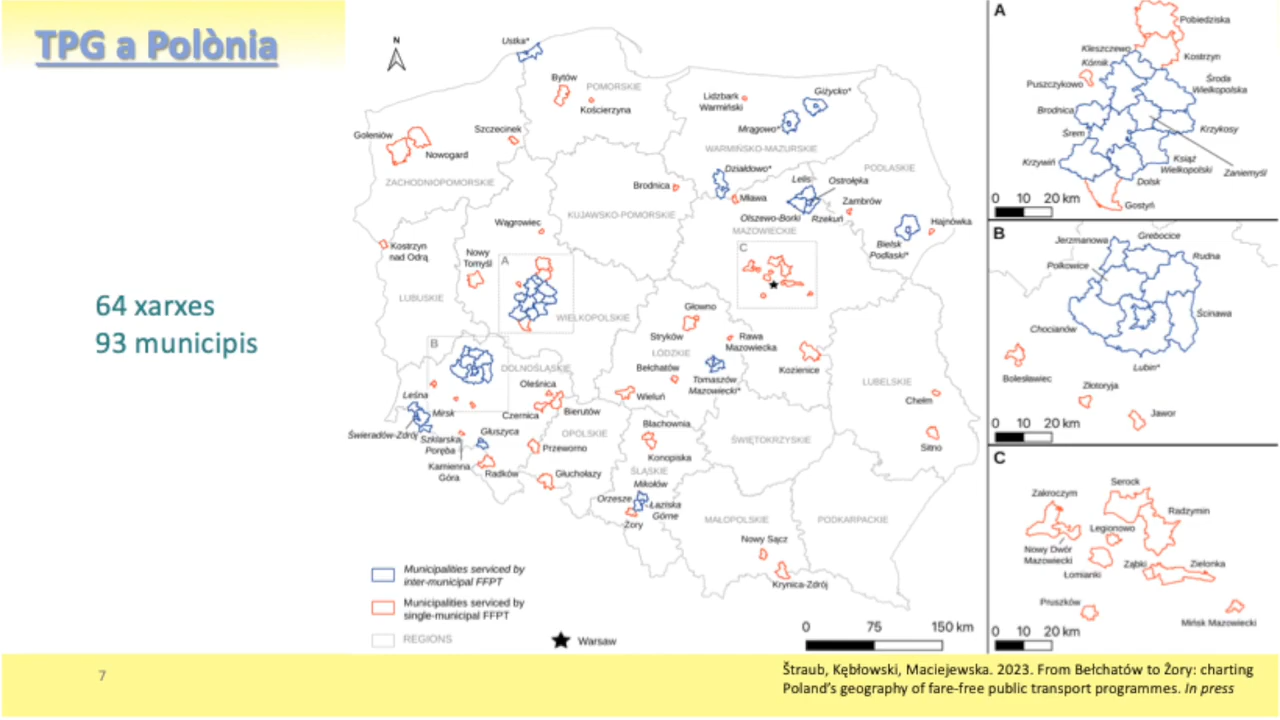 TPG a Polònia
64 xarxes
93 municipis
N
Ustka*
Bytów
POMORSKIE
Kościerzyna
Lidzbark
Warmiński
Giżycko*
Mrągowo*
WARMIŃSKO-MAZURSKIE
Goleniów
Nowogard
Szczecinek
ZACHODNIOPOMORSKIE
Działdowo*
PODLASKIE
Brodnica
Mława
Lelis
Ostrołęka
Zambrów
Olszewo-Borki
Rzekuń
Hajnówka
Bielsk
Podlaski*
KUJAWSKO-POMORSKIE
MAZOWIECKIE
Wągrowiec
Kostrzyn
nad Odrą
Nowy
Tomyśl
A
C
LUBUSKIE
WIELKOPOLSKIE
Głowno
Stryków
Rawa
Mazowiecka
ŁÓDZKIE
B
DOLNOŚLĄSKIE
Bełchatów
Tomaszów
Mazowiecki*
Kozienice
LUBELSKIE
Oleśnica
Wieluń
Chełm
Leśna
Mirsk
Czernica
Bierutów
Świeradów-Zdrój
Szklarska
Poręba
Głuszyca
OPOLSKIE
Błachownia
ŚWIĘTOKRZYSKIE
Sitno
Przeworno
Konopiska
Kamienna
Góra
Radków
Głuchołazy
ŚLĄSKIE
Mikołów
Orzesze
Łaziska
Górne
Żory
MAŁOPOLSKIE
PODKARPACKIE
Nowy Sącz
Krynica-Zdrój
Municipalities serviced by
inter-municipal FFPT
Municipalities serviced by
single-municipal FFPT
REGIONS
Warsaw
0 75 150 km
A
Pobiedziska
Kleszczewo
Kostrzyn
Kórnik
Puszczykowo
Środa
Wielkopolska
Brodnica
Śrem
Krzykosy
Krzywiń
Książ
Wielkopolski
Zaniemyśl
Dolsk
Gostyń
0 10 20 km
B
Jerzmanowa
Grebocice
Polkowice
Rudna
Ścinawa
Chocianów
Lubin*
Bolesławiec
Złotoryja
Jawor
0 10 20 km
C
Zakroczym
Serock
Radzymin
Legionowo
Nowy Dwór
Mazowiecki
Łomianki
Ząbki
Zielonka
Pruszków
Mińsk Mazowiecki
0 10 20 km
7
Štraub, Kębłowski, Maciejewska. 2023. From Bełchatów to Żory: charting
Poland's geography of fare-free public transport programmes. In press